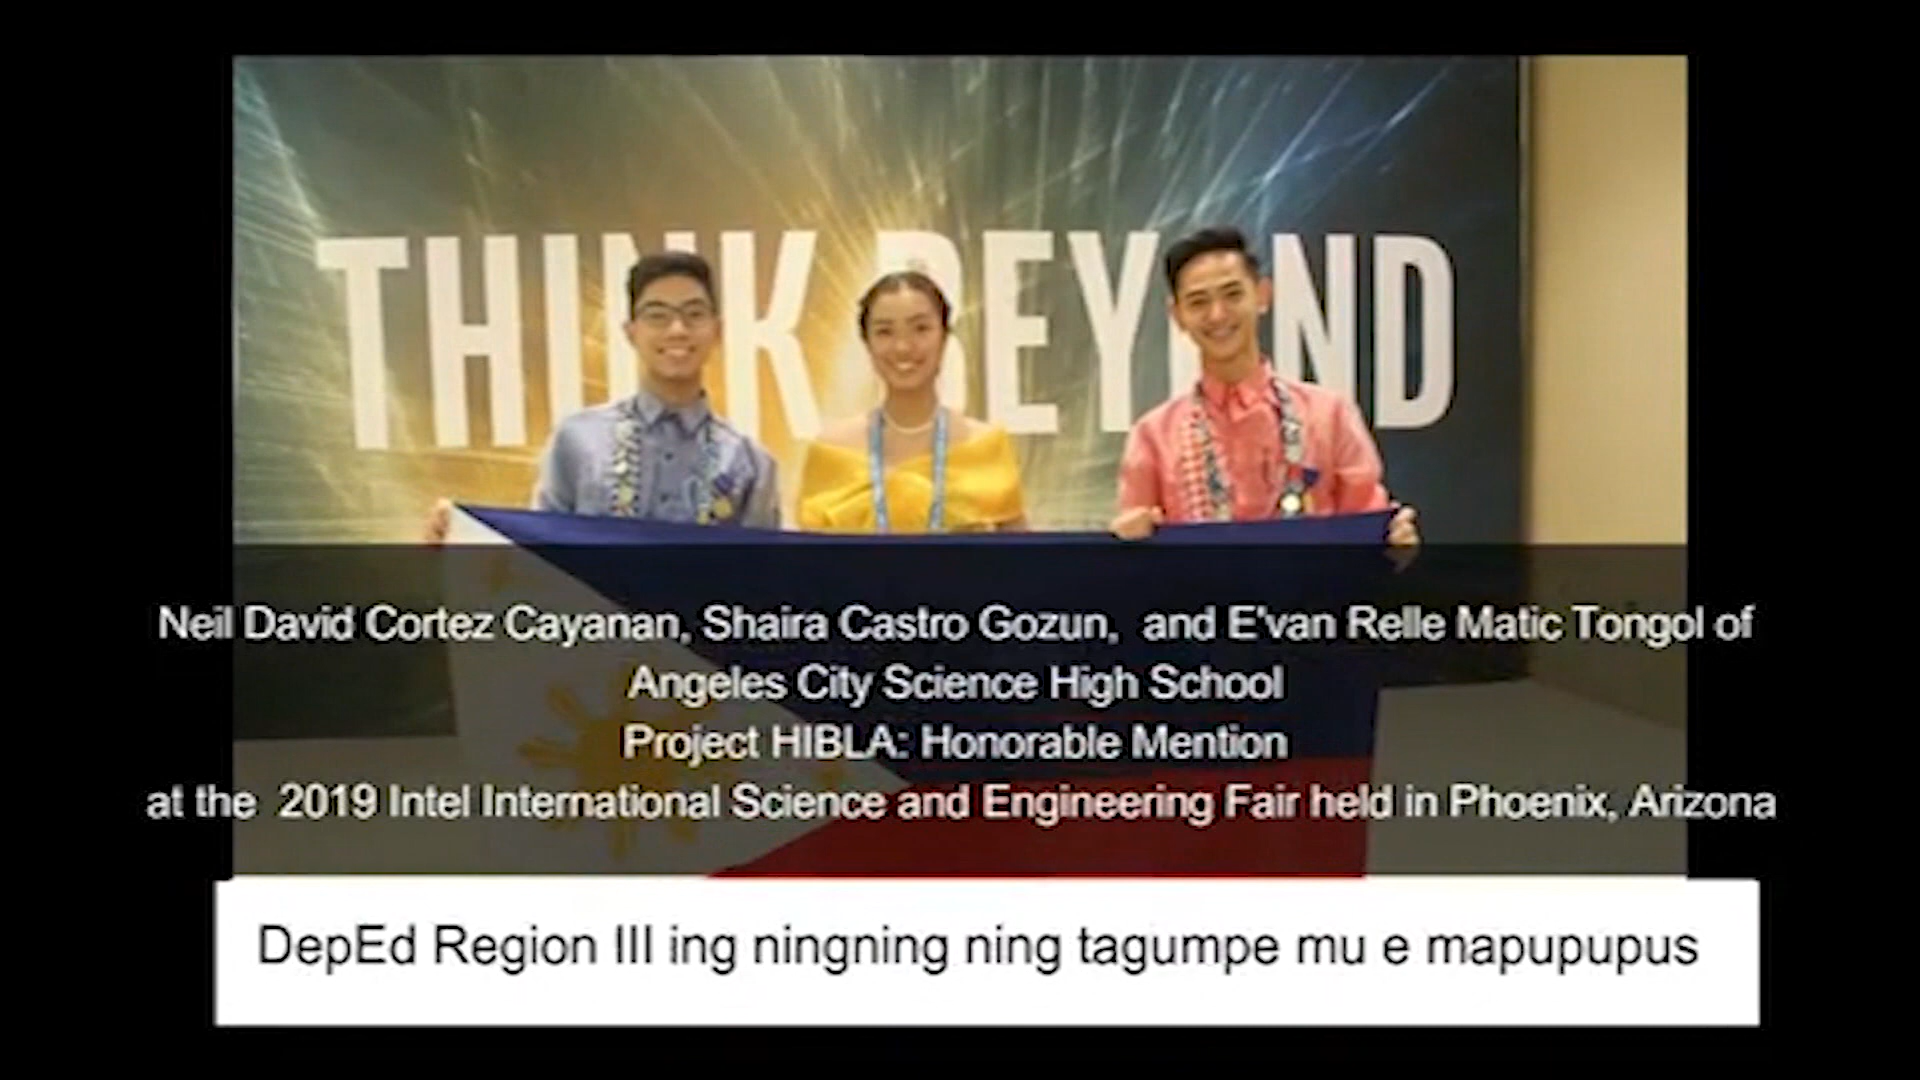 THINK BEYOND
Neil David Cortez Cayanan, Shaira Castro Gozun, and E'van Relle Matic Tongol of
Angeles City Science High School
Project HIBLA: Honorable Mention
at the 2019 Intel International Science and Engineering Fair held in Phoenix, Arizona
DepEd Region III ing ningning ning tagumpe mu e mapupupus